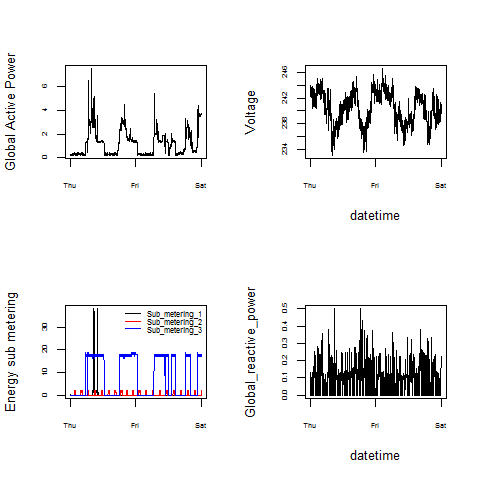 Global Active Power
0 2 4 6
Thu Fri Sat
Voltage
234 238 242 246
Thu Fri Sat
datetime
Energy sub metering
0 10 20 30
Sub_metering_1
Sub_metering_2
Sub_metering_3
Thu Fri Sat
Global_reactive_power
0.0 0.1 0.2 0.3 0.4 0.5
Thu Fri Sat
datetime